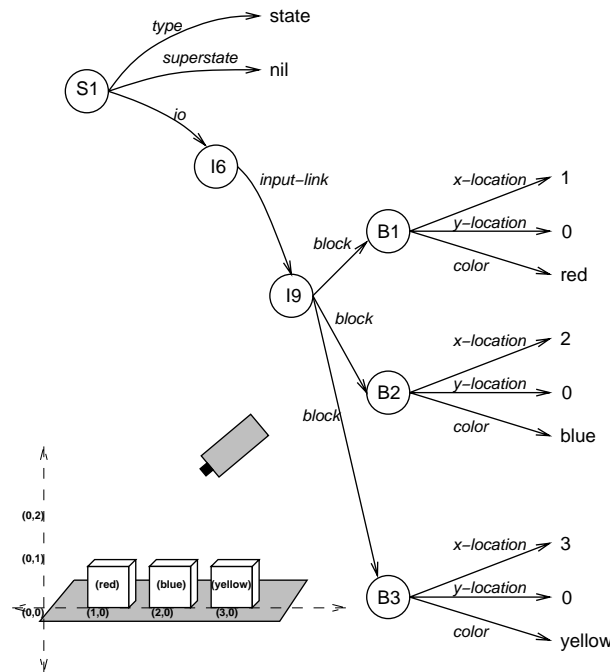 type
state
superstate
nil
S1
io
I6
input−link
x−location
1
B1
y−location
0
block
color
red
I9
block
x−location
2
B2
y−location
0
block
color
blue
(0,2)
(0,1)
x−location
3
(red) (blue) (yellow)
B3
y−location
0
(0,0) (1,0) (2,0) (3,0)
color
yellow